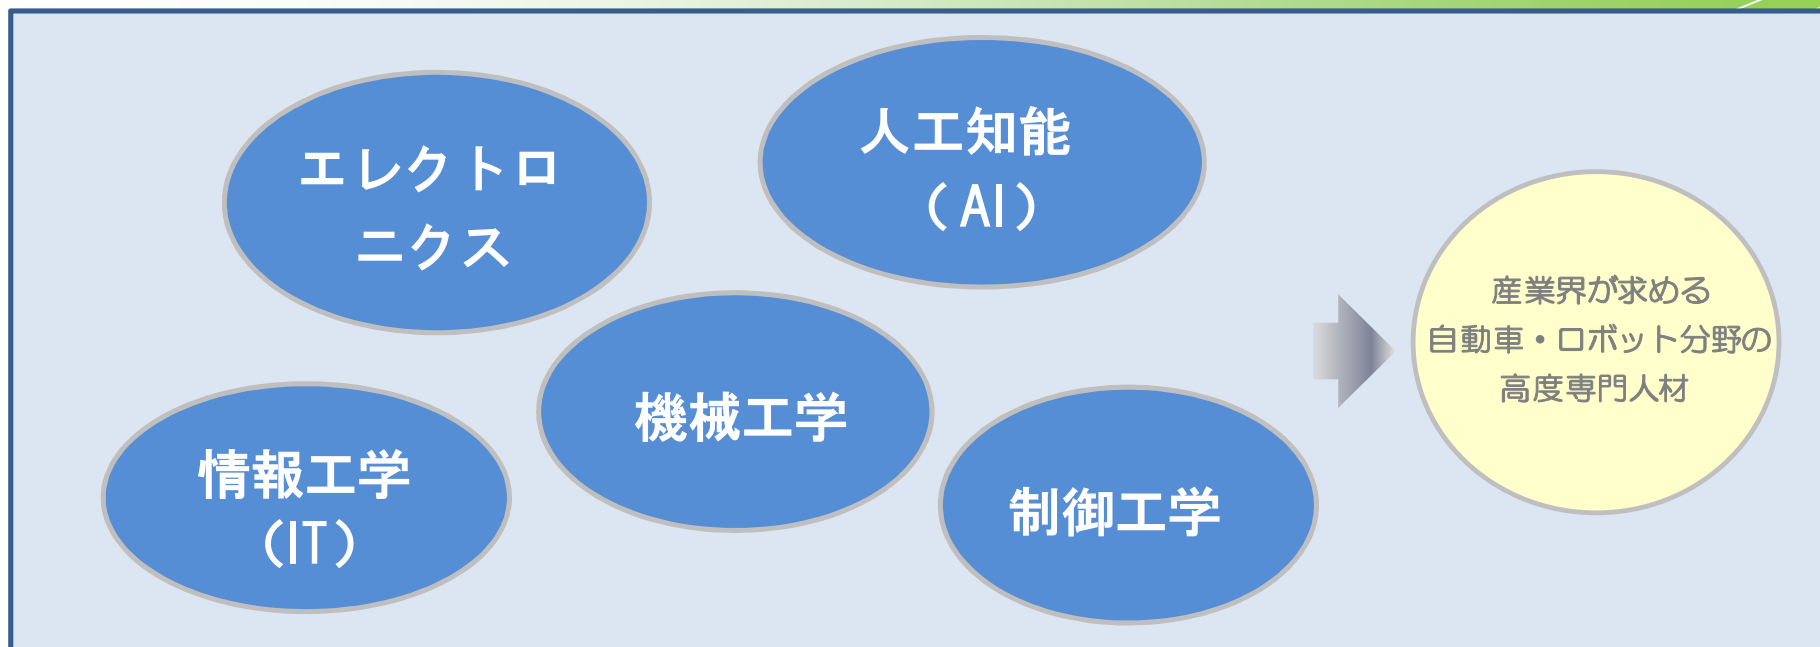 エレクトロ
ニクス
人工知能
（AI）
機械工学
情報工学
（IT）
制御工学
産業界が求める
自動車・ロボット分野の
高度専門人材